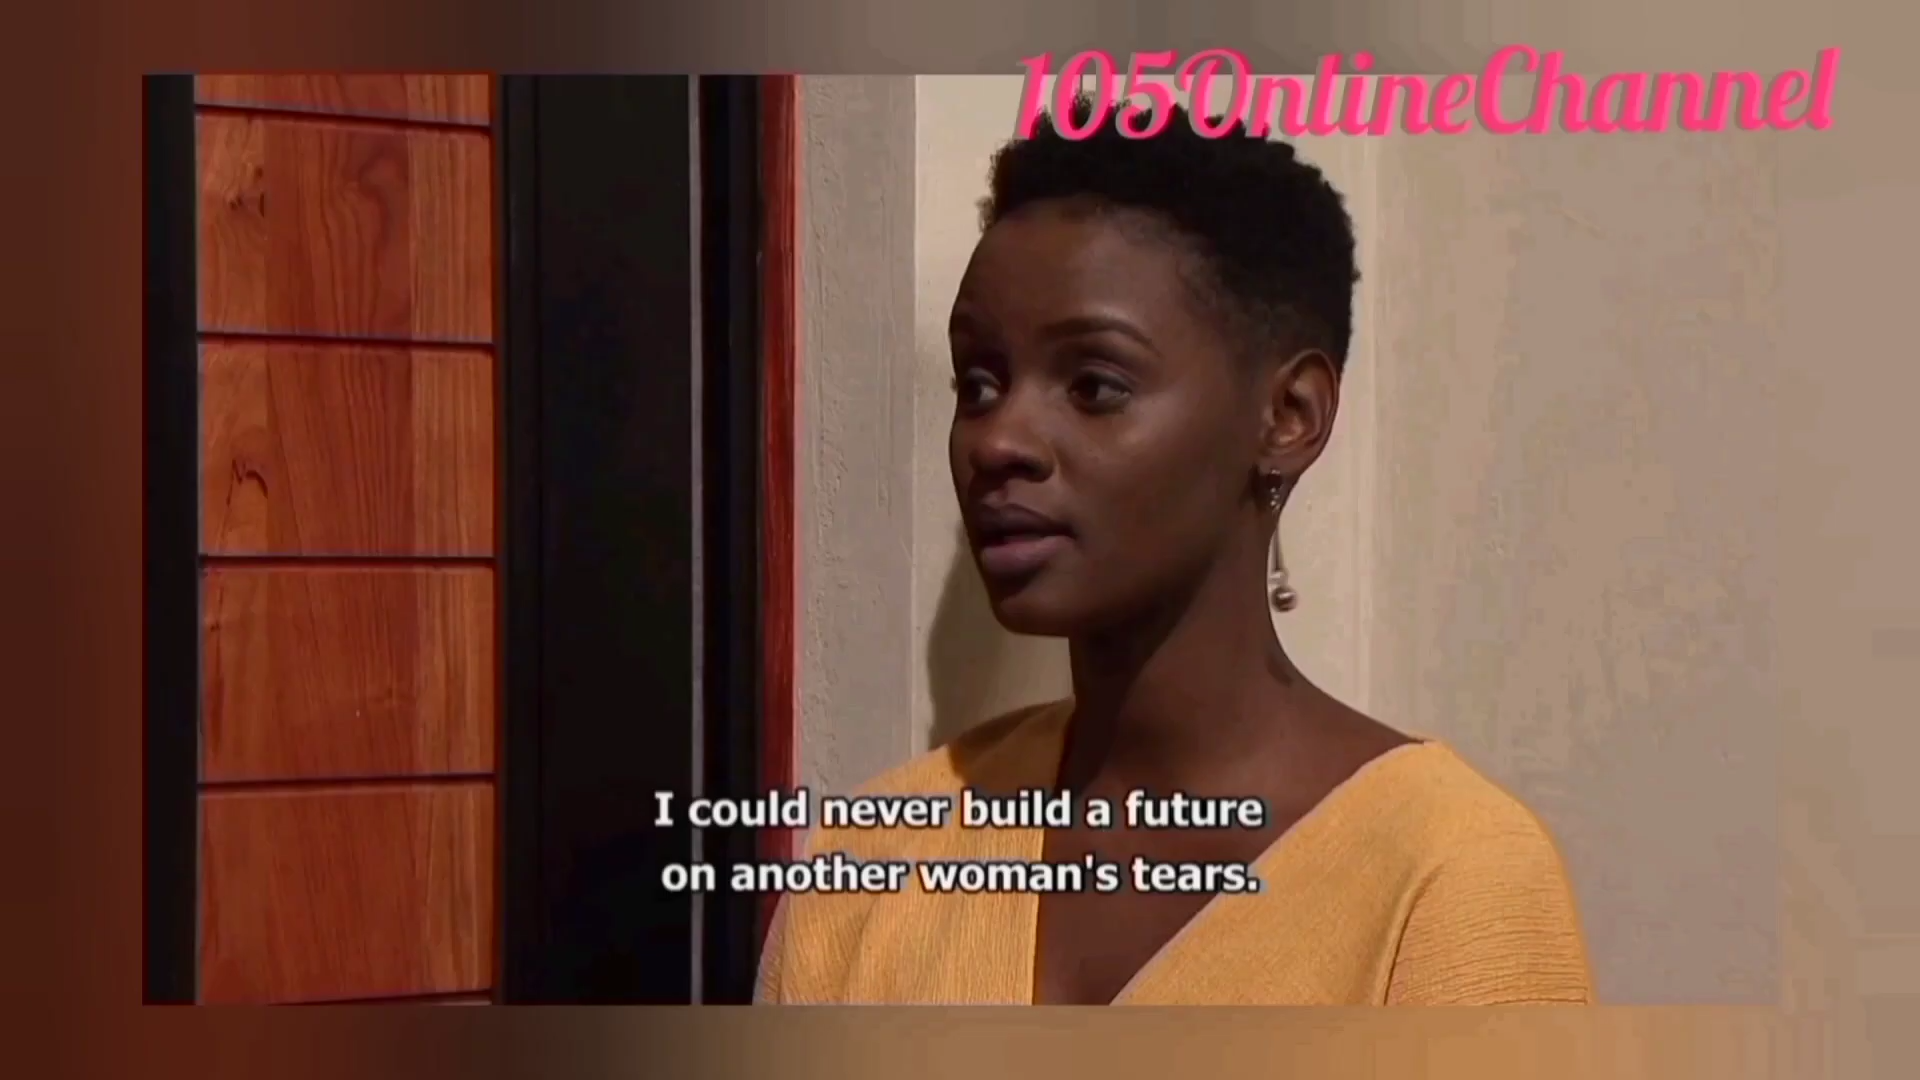 105OnlineChannel
I could never build a future
on another woman's tears.